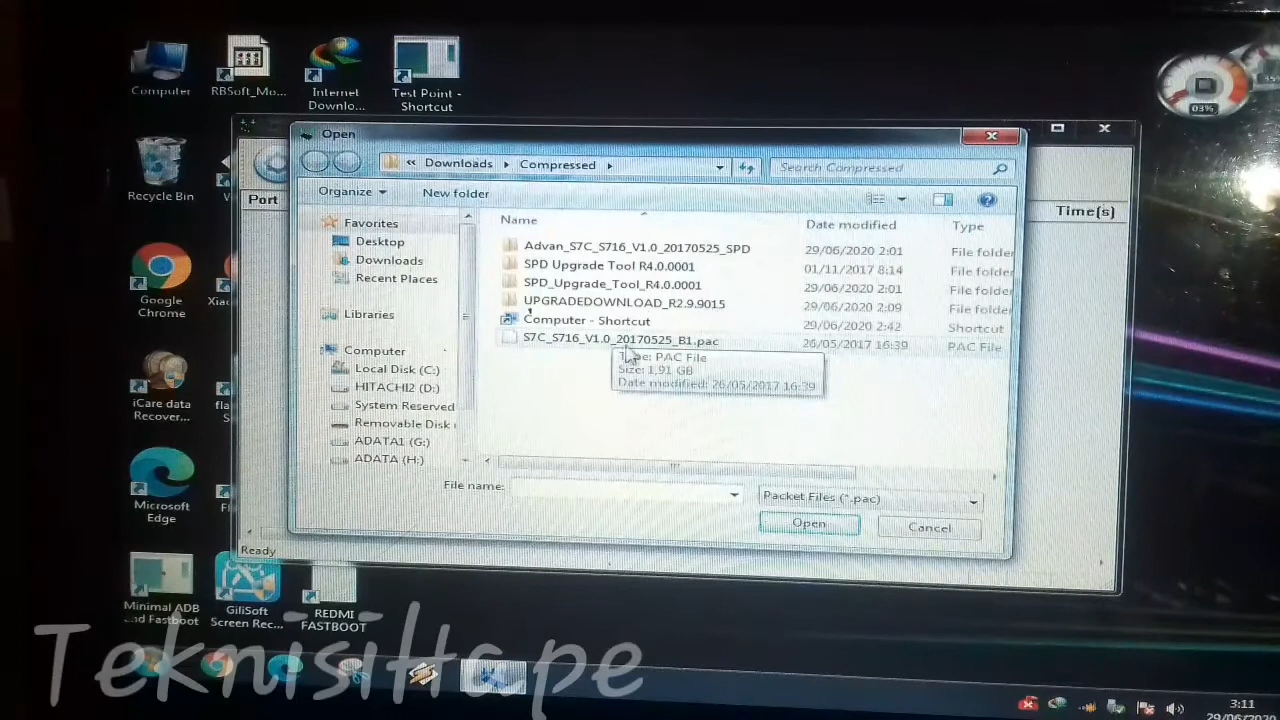 Computer
RBSoft_Mo...
Internet
Downlo...
Test Point -
Shortcut
03%
Recycle Bin
Google
Chrome
iCare data
Recover...
Microsoft
Edge
Minimal ADB
and Fastboot
GiliSoft
Screen Rec...
REDMI
FASTBOOT
Port
Time(s)
Ready
Open
« Downloads Compressed
Search Compressed
Organize
New folder
Favorites
Desktop
Downloads
Recent Places
Libraries
Computer
Local Disk (C:)
HITACHI2 (D:)
System Reserved
Removable Disk
ADATA1 (G:)
ADATA (H:)
Name Date modified Type
Advan_S7C_S716_V1.0_20170525_SPD 29/06/2020 2:01 File folder
SPD Upgrade Tool R4.0.0001 01/11/2017 8:14 File folder
SPD_Upgrade_Tool_R4.0.0001 29/06/2020 2:01 File folder
UPGRADEDOWNLOAD_R2.9.9015 29/06/2020 2:09 File folder
Computer - Shortcut 29/06/2020 2:42 Shortcut
S7C_S716_V1.0_20170525_B1.pac 26/05/2017 16:39 PAC File
Type: PAC File
Size: 1,91 GB
Date modified: 26/05/2017 16:39
File name:
Packet Files (*.pac)
Open
Cancel
Teknisi Hape
3:11
29/06/2020